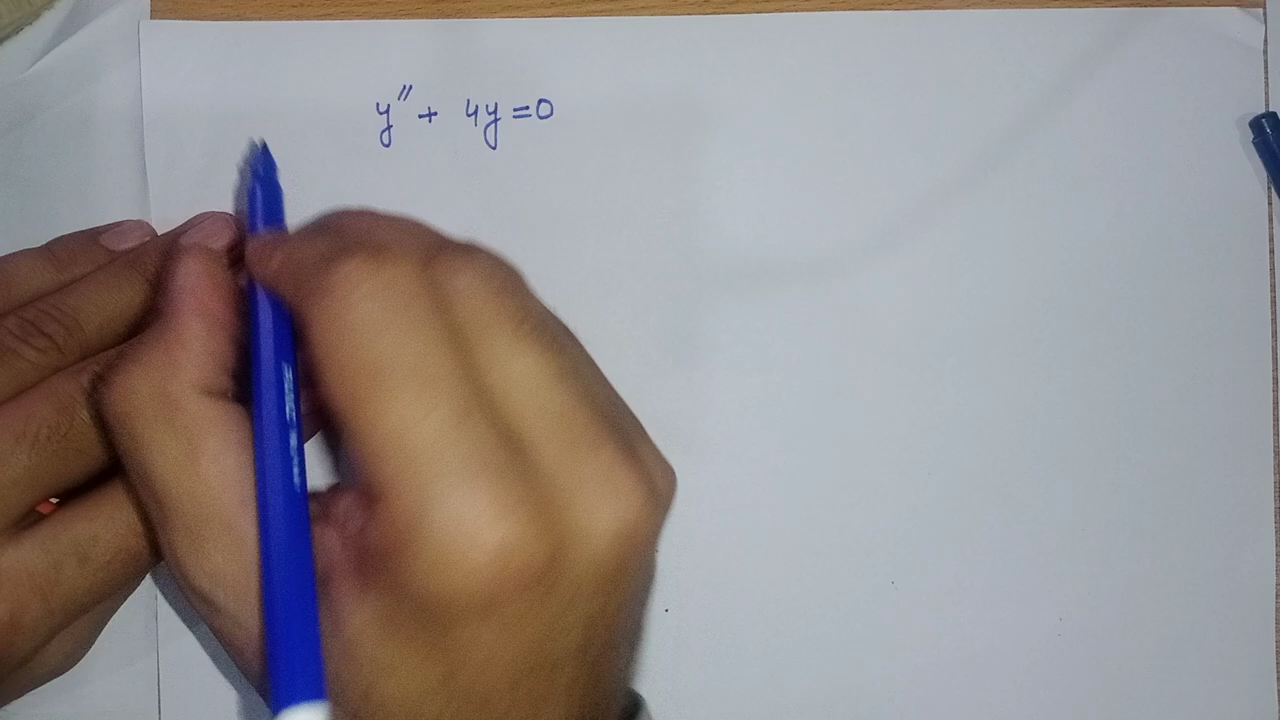 y″ + 4y = 0